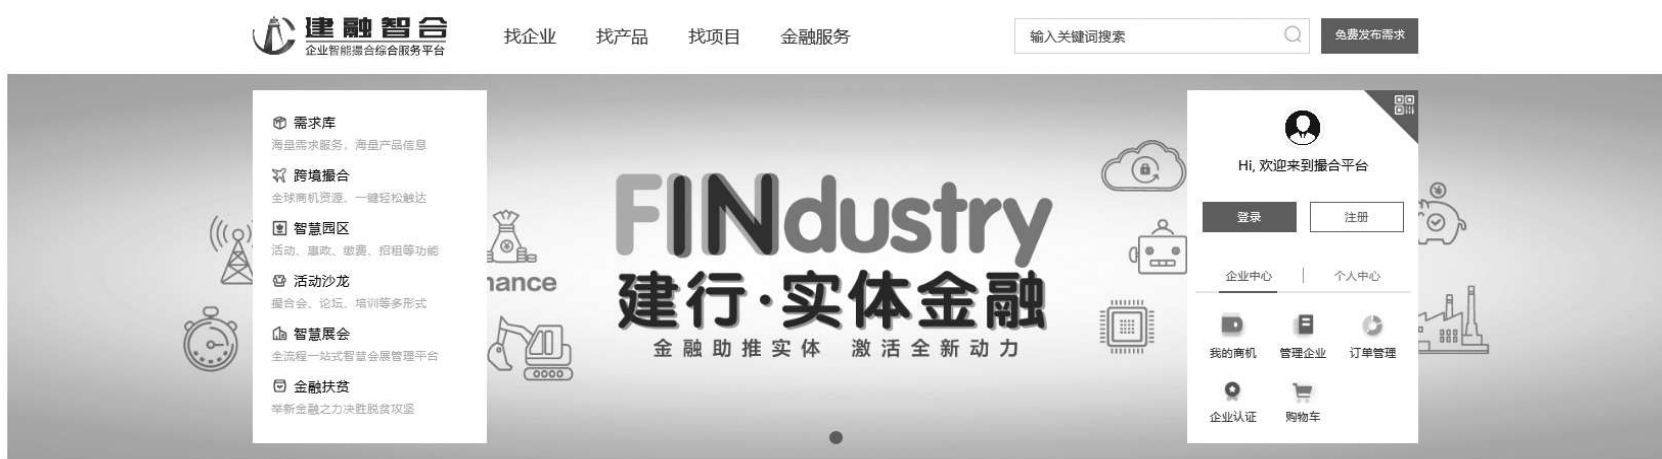 建融智合
企业智能撮合综合服务平台
找企业 找产品 找项目 金融服务
输入关键词搜索
免费发布需求
需求库
海量需求服务、海量产品信息
跨境撮合
全球商机资源、一键轻松触达
智慧园区
活动、惠政、缴费、招租等功能
活动沙龙
撮合会、论坛、培训等多形式
智慧展会
全流程一站式智慧会展管理平台
金融扶贫
举新金融之力决胜脱贫攻坚
nance
FINdustry
建行·实体金融
金融助推实体 激活全新动力
Hi, 欢迎来到撮合平台
登录 注册
企业中心 | 个人中心
我的商机 管理企业 订单管理
企业认证 购物车